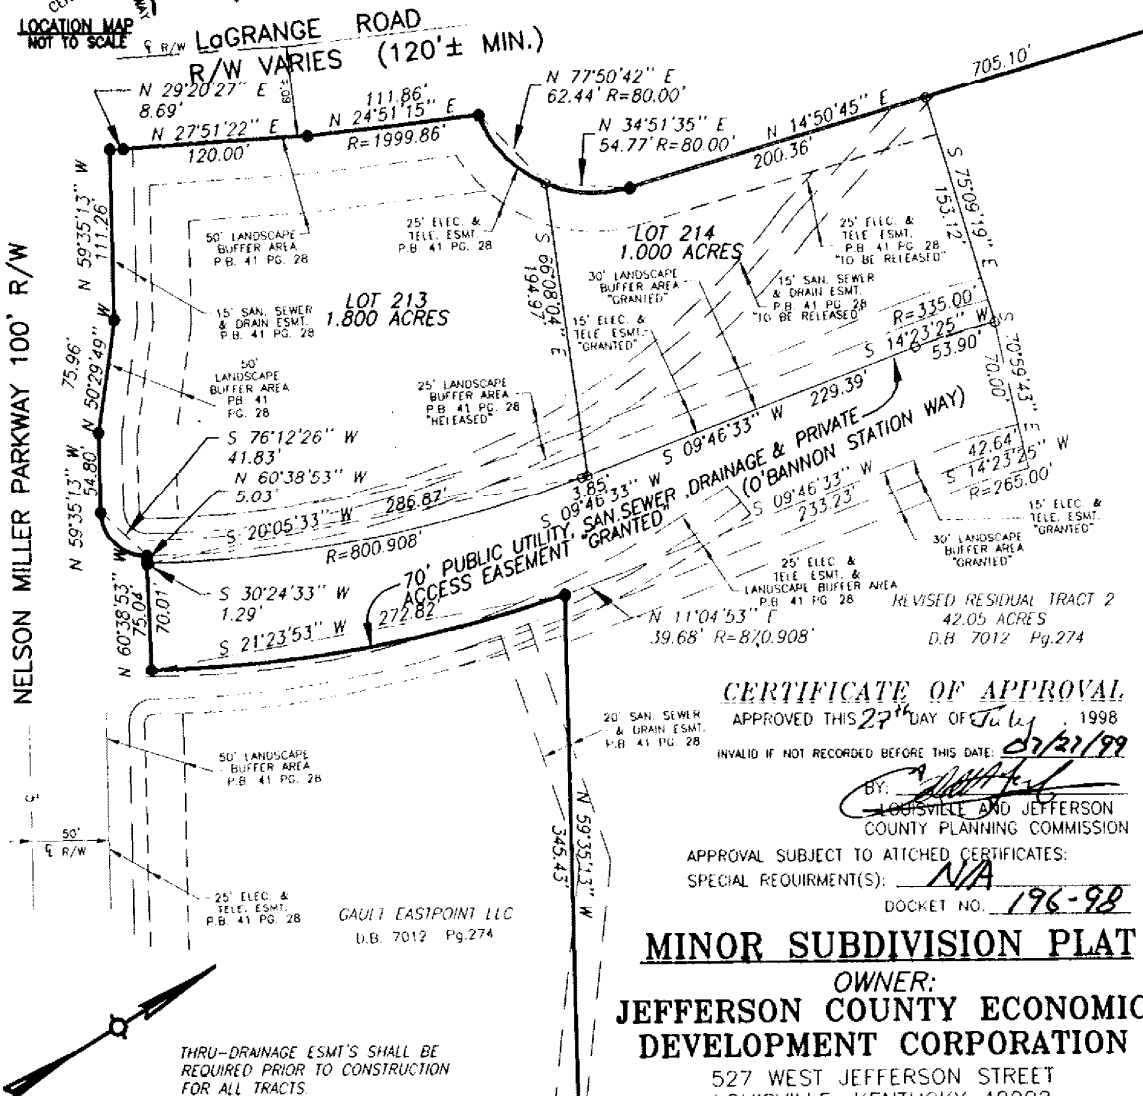 LOCATION MAP
NOT TO SCALE
℄ R/W
LaGRANGE ROAD
R/W VARIES (120'± MIN.)
N 29°20'27" E
8.69'
N 27°51'22" E
120.00'
111.86'
N 24°51'15" E
R=1999.86'
N 77°50'42" E
62.44' R=80.00'
N 34°51'35" E
54.77' R=80.00'
N 14°50'45" E
200.36'
705.10'
S 75°09'19" E
153.12'
N 59°35'13" W
111.26'
50' LANDSCAPE
BUFFER AREA
P.B. 41 PG. 28
25' ELEC. &
TELE. ESMT.
P.B. 41 PG. 28
S 66°08'04" E
194.97'
LOT 214
1.000 ACRES
25' ELEC. &
TELE. ESMT.
P.B. 41 PG. 28
"TO BE RELEASED"
30' LANDSCAPE
BUFFER AREA
"GRANTED"
15' SAN. SEWER
& DRAIN ESMT.
P.B. 41 PG. 28
"TO BE RELEASED"
LOT 213
1.800 ACRES
15' SAN. SEWER
& DRAIN ESMT.
P.B. 41 PG. 28
15' ELEC. &
TELE. ESMT.
"GRANTED"
R=335.00'
S 14°23'25" W
53.90'
S 70°59'43" E
70.00'
NELSON MILLER PARKWAY 100' R/W
75.96'
N 50°29'49" W
50'
LANDSCAPE
BUFFER AREA
PB. 41
PG. 28
25' LANDSCAPE
BUFFER AREA
P.B. 41 PG. 28
"RELEASED"
S 09°46'33" W 229.39'
S 76°12'26" W
41.83'
N 60°38'53" W
5.03'
N 59°35'13" W
54.80'
S 20°05'33" W 286.87'
R=800.908'
3.85'
S 09°46'33" W
70' PUBLIC UTILITY, SAN.SEWER, DRAINAGE & PRIVATE
ACCESS EASEMENT "GRANTED" (O'BANNON STATION WAY)
S 09°46'33" W
233.23'
42.64'
S 14°23'25" W
R=265.00'
15' ELEC. &
TELE. ESMT.
"GRANTED"
30' LANDSCAPE
BUFFER AREA
"GRANTED"
N 60°38'53" W
75.04'
70.01'
S 30°24'33" W
1.29'
S 21°23'53" W
272.82'
25' ELEC. &
TELE. ESMT. &
LANDSCAPE BUFFER AREA
P.B. 41 PG. 28
N 11°04'53" E
39.68' R=870.908'
REVISED RESIDUAL TRACT 2
42.05 ACRES
D.B. 7012 Pg.274
CERTIFICATE OF APPROVAL
APPROVED THIS 27th DAY OF July, 1998
INVALID IF NOT RECORDED BEFORE THIS DATE: 07/27/99
BY:
LOUISVILLE AND JEFFERSON
COUNTY PLANNING COMMISSION
APPROVAL SUBJECT TO ATTCHED CERTIFICATES:
SPECIAL REQUIRMENT(S): N/A
DOCKET NO. 196-98
20' SAN. SEWER
& DRAIN ESMT.
P.B. 41 PG. 28
50' LANDSCAPE
BUFFER AREA
P.B. 41 PG. 28
N 59°35'13" W
345.43'
50'
℄ R/W
25' ELEC. &
TELE. ESMT.
P.B. 41 PG. 28
GAULT EASTPOINT LLC
D.B. 7012 Pg.274
MINOR SUBDIVISION PLAT
OWNER:
JEFFERSON COUNTY ECONOMIC
DEVELOPMENT CORPORATION
527 WEST JEFFERSON STREET
THRU-DRAINAGE ESMT'S SHALL BE
REQUIRED PRIOR TO CONSTRUCTION
FOR ALL TRACTS.